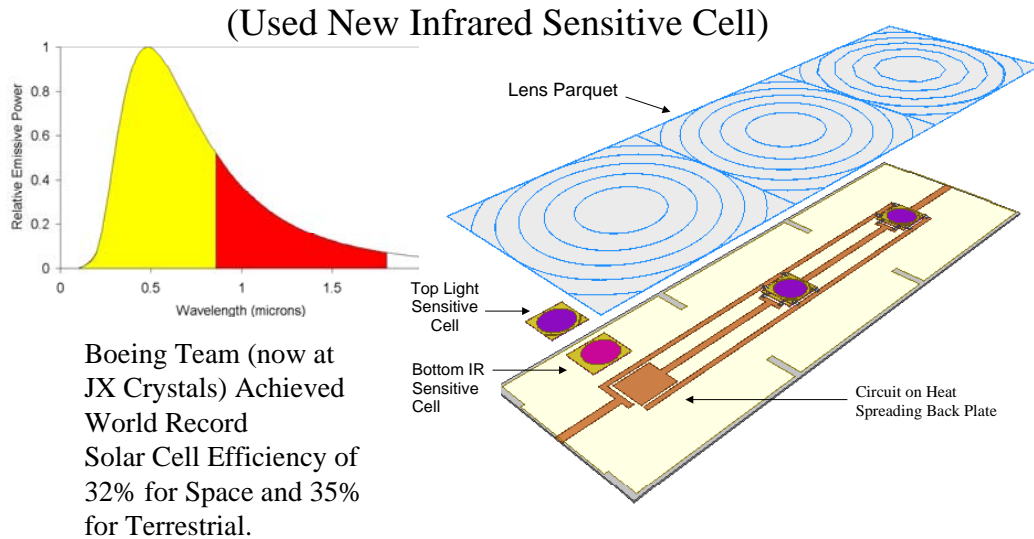 (Used New Infrared Sensitive Cell)
1
0.8
0.6
0.4
0.2
0
0
0.5
1
1.5
Relative Emissive Power
Wavelength (microns)
Lens Parquet
Top Light
Sensitive
Cell
Bottom IR
Sensitive
Cell
Circuit on Heat
Spreading Back Plate
Boeing Team (now at
JX Crystals) Achieved
World Record
Solar Cell Efficiency of
32% for Space and 35%
for Terrestrial.